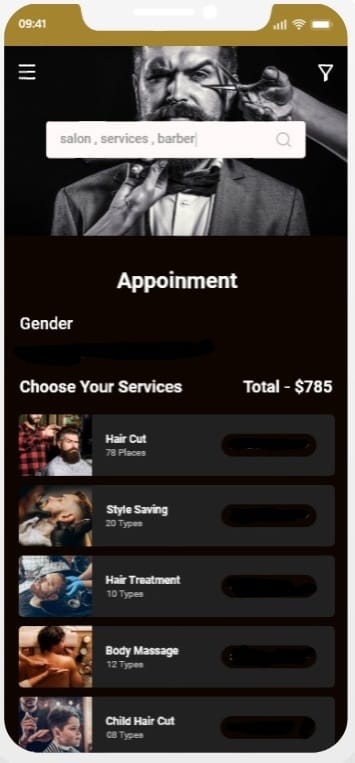 09:41
salon , services , barber
Appoinment
Gender
Choose Your Services Total - $785
Hair Cut
78 Places
Style Saving
20 Types
Hair Treatment
10 Types
Body Massage
12 Types
Child Hair Cut
08 Types